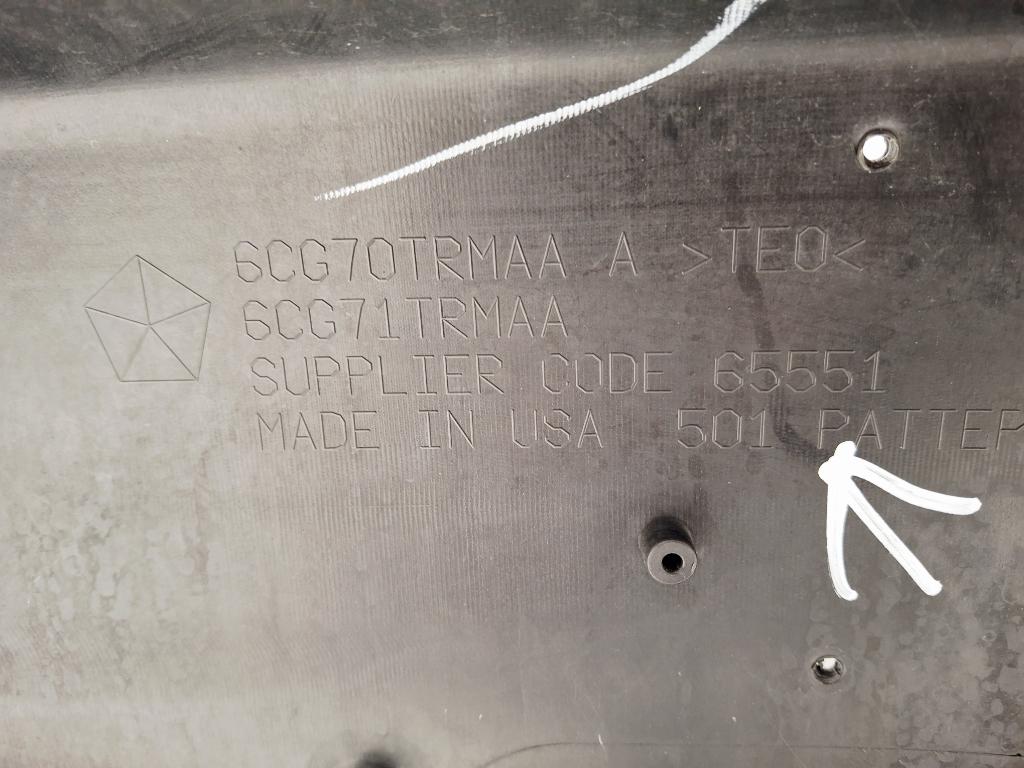 6CG70TRMAA A >TEO<
6CG71TRMAA
SUPPLIER CODE 65551
MADE IN USA 501